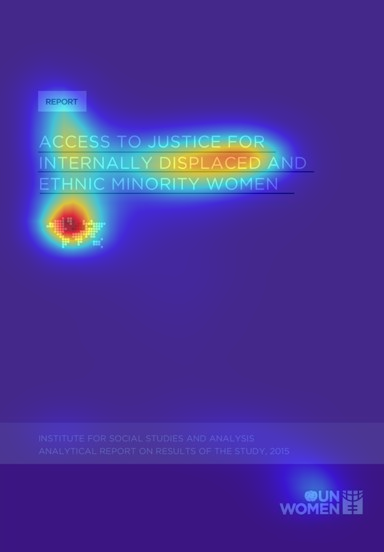 REPORT
ACCESS TO JUSTICE FOR
INTERNALLY DISPLACED AND
ETHNIC MINORITY WOMEN
INSTITUTE FOR SOCIAL STUDIES AND ANALYSIS
ANALYTICAL REPORT ON RESULTS OF THE STUDY, 2015
UN
WOMEN